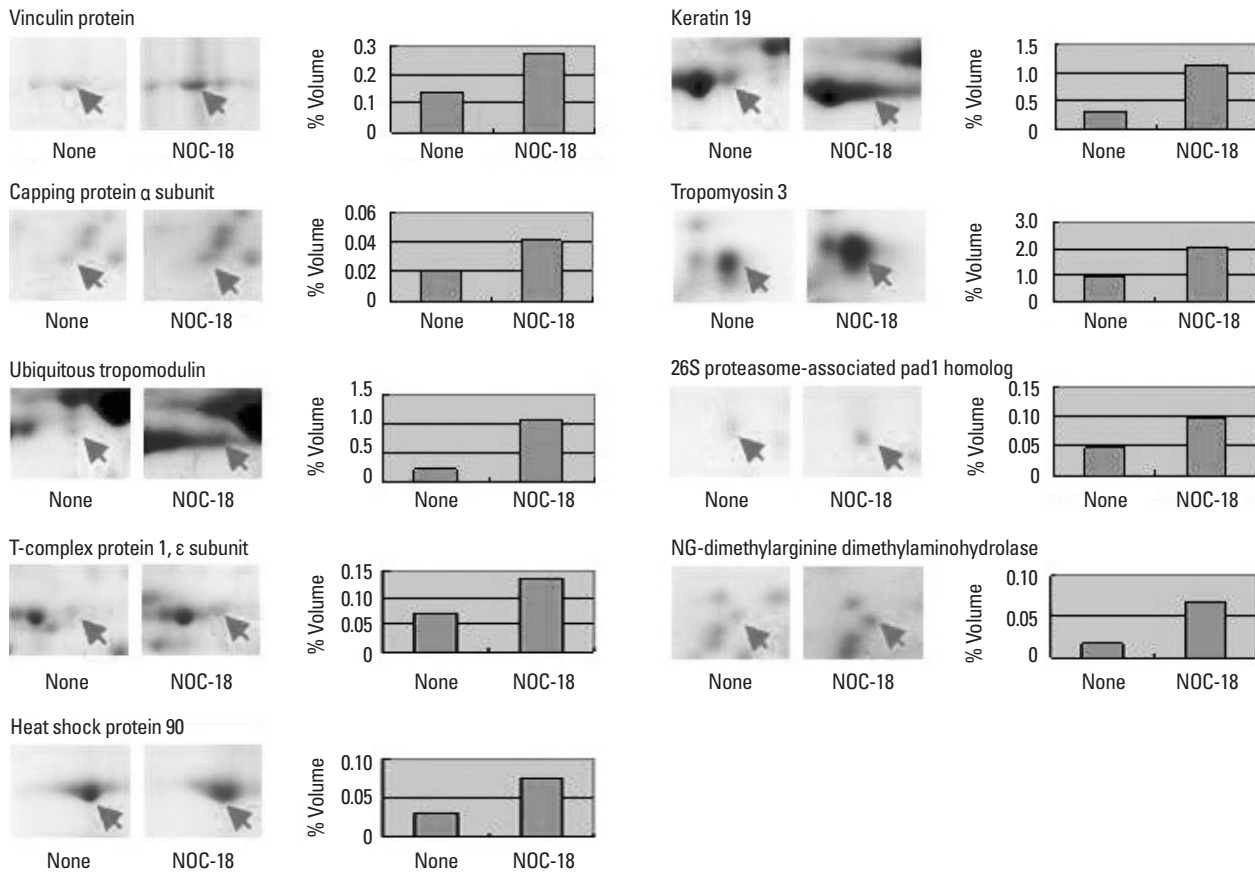 Vinculin protein
% Volume
0.3
0.2
0.1
0
None NOC-18 None NOC-18
Capping protein α subunit
% Volume
0.06
0.04
0.02
0
None NOC-18 None NOC-18
Ubiquitous tropomodulin
% Volume
1.5
1.0
0.5
0
None NOC-18 None NOC-18
T-complex protein 1, ε subunit
% Volume
0.15
0.10
0.05
0
None NOC-18 None NOC-18
Heat shock protein 90
% Volume
0.10
0.05
0
None NOC-18 None NOC-18
Keratin 19
% Volume
1.5
1.0
0.5
0
None NOC-18 None NOC-18
Tropomyosin 3
% Volume
3.0
2.0
1.0
0
None NOC-18 None NOC-18
26S proteasome-associated pad1 homolog
% Volume
0.15
0.10
0.05
0
None NOC-18 None NOC-18
NG-dimethylarginine dimethylaminohydrolase
% Volume
0.10
0.05
0
None NOC-18 None NOC-18